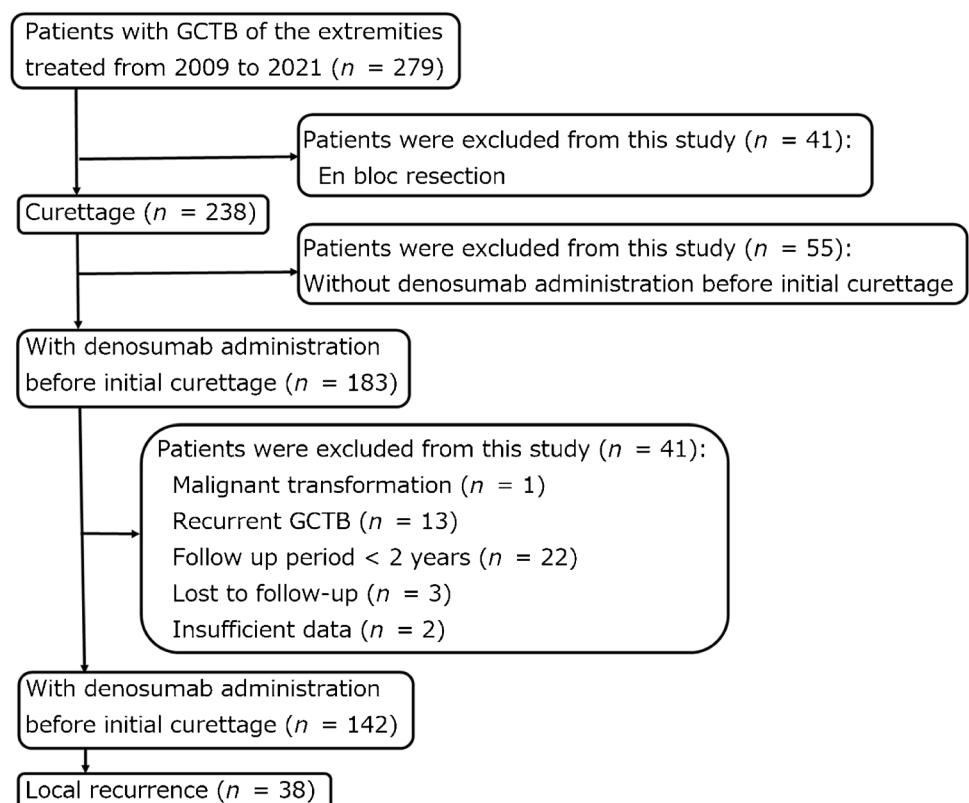 Patients with GCTB of the extremities
treated from 2009 to 2021 (n = 279)
Patients were excluded from this study (n = 41):
En bloc resection
Curettage (n = 238)
Patients were excluded from this study (n = 55):
Without denosumab administration before initial curettage
With denosumab administration
before initial curettage (n = 183)
Patients were excluded from this study (n = 41):
Malignant transformation (n = 1)
Recurrent GCTB (n = 13)
Follow up period < 2 years (n = 22)
Lost to follow-up (n = 3)
Insufficient data (n = 2)
With denosumab administration
before initial curettage (n = 142)
Local recurrence (n = 38)